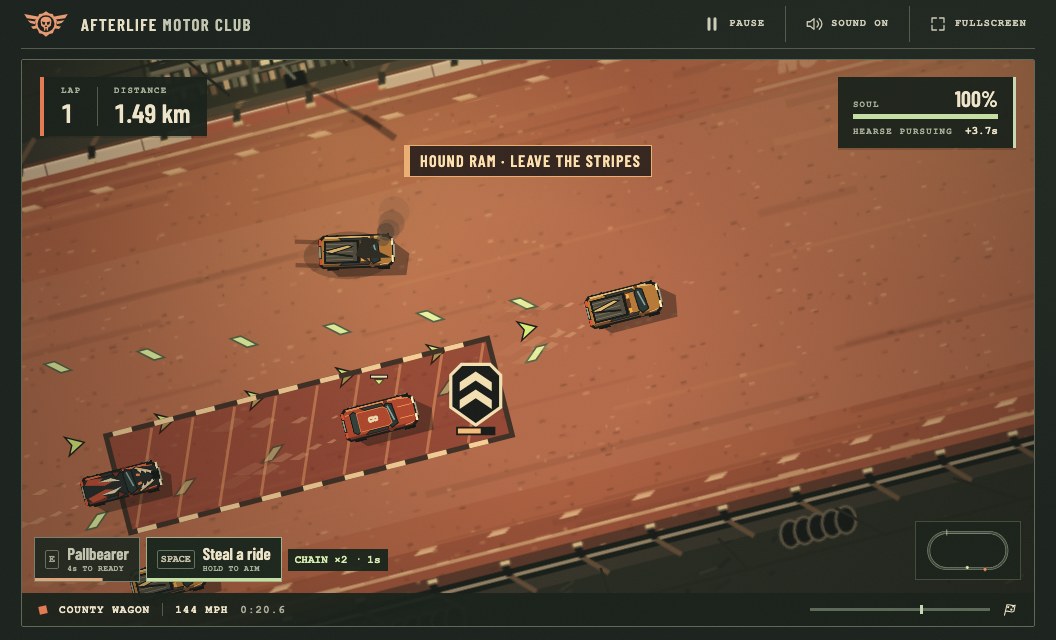 AFTERLIFE MOTOR CLUB
PAUSE
SOUND ON
FULLSCREEN
LAP
1
DISTANCE
1.49 km
SOUL
100%
HEARSE PURSUING +3.7s
HOUND RAM · LEAVE THE STRIPES
8
E
Pallbearer
4s TO READY
SPACE
Steal a ride
HOLD TO AIM
CHAIN ×2 · 1s
COUNTY WAGON
144 MPH
0:20.6